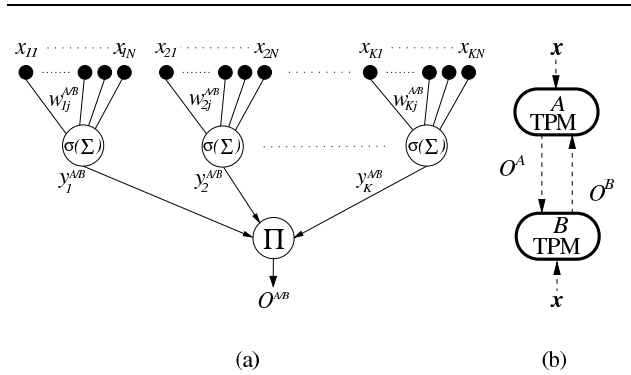 x11 ········ x1N x21 ········ x2N xK1 ········ xKN
w1j^A/B w2j^A/B wKj^A/B
σ(Σ) σ(Σ) σ(Σ)
y1^A/B y2^A/B yK^A/B
Π
O^A/B
(a)
x
A
TPM
O^A O^B
B
TPM
x
(b)